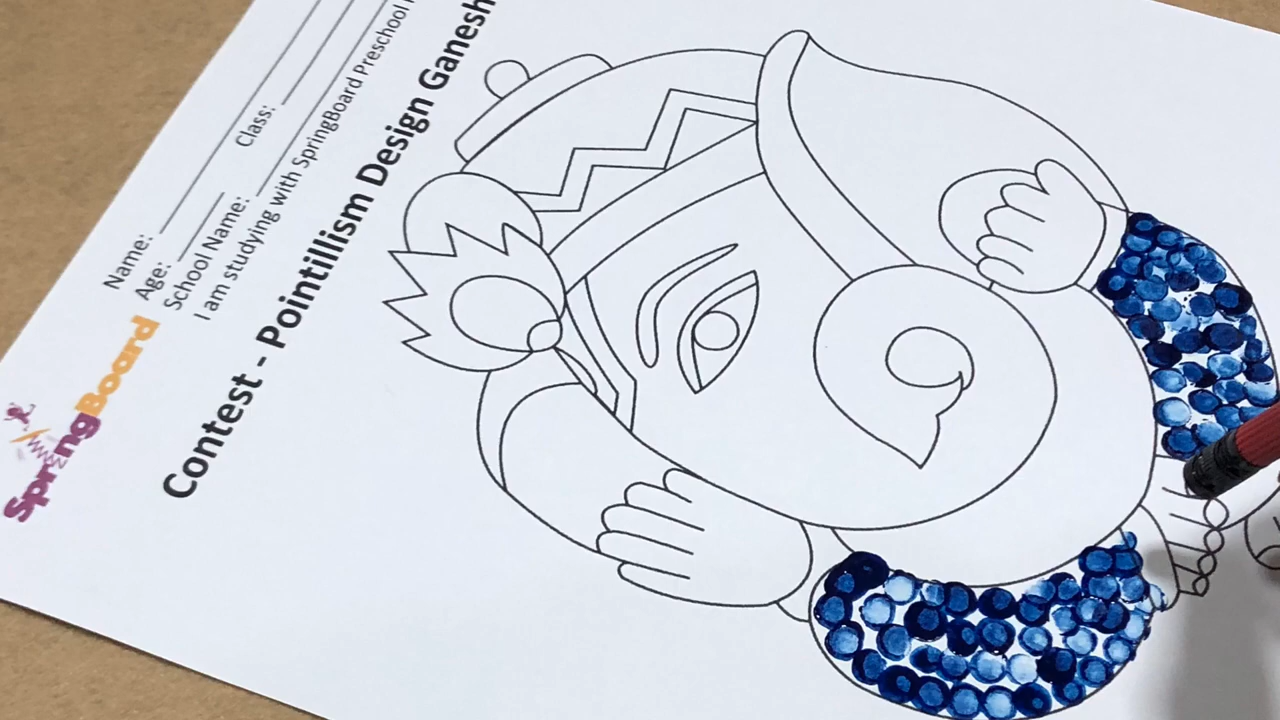 SpringBoard
Name:
Age: Class:
School Name:
I am studying with SpringBoard Preschool
Contest - Pointillism Design Ganesh